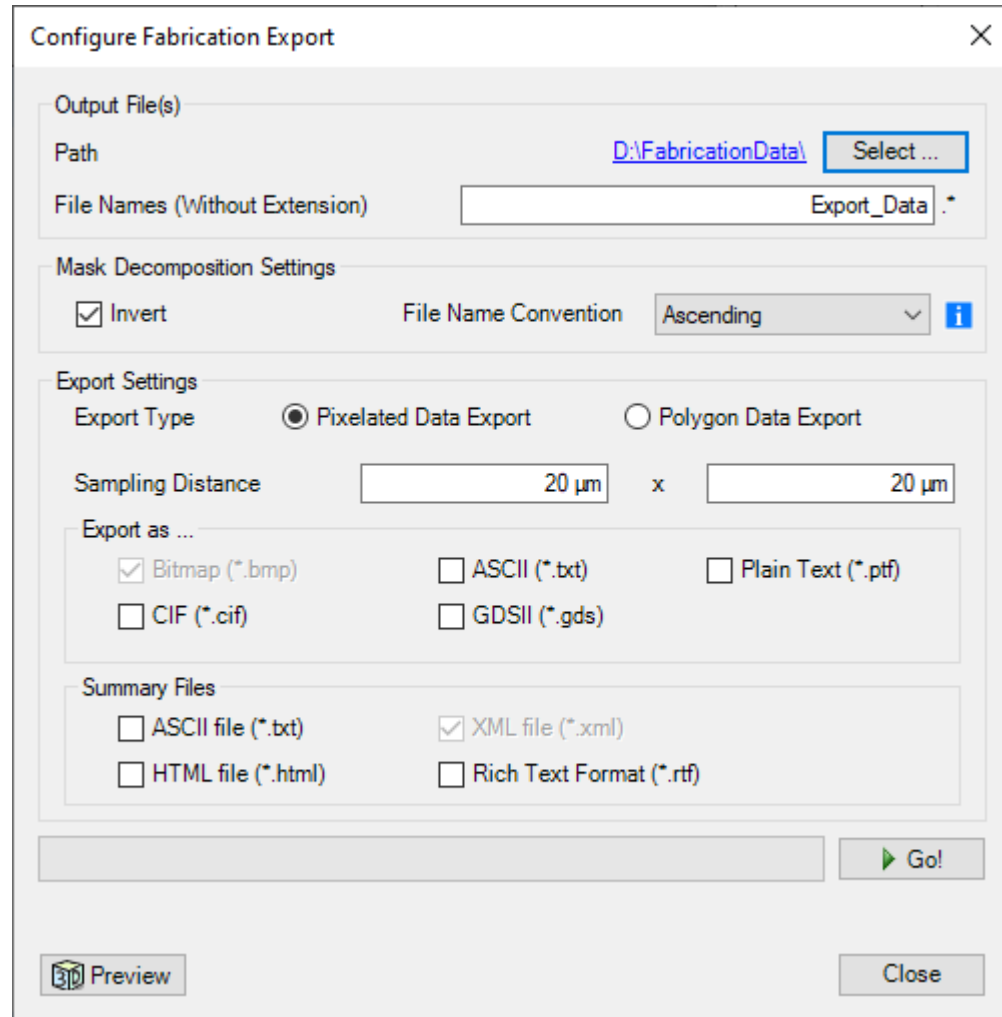 Configure Fabrication Export
Output File(s)
Path D:\FabricationData\ Select ...
File Names (Without Extension) Export_Data .*
Mask Decomposition Settings
Invert File Name Convention Ascending i
Export Settings
Export Type Pixelated Data Export Polygon Data Export
Sampling Distance 20 µm x 20 µm
Export as ...
Bitmap (*.bmp) ASCII (*.txt) Plain Text (*.ptf)
CIF (*.cif) GDSII (*.gds)
Summary Files
ASCII file (*.txt) XML file (*.xml)
HTML file (*.html) Rich Text Format (*.rtf)
Go!
3D Preview Close